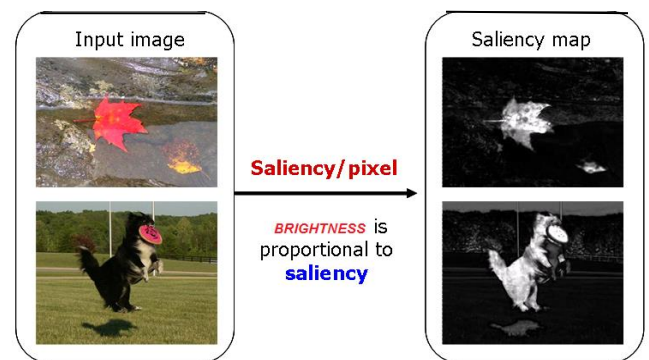 Input image
Saliency map
Saliency/pixel
BRIGHTNESS is
proportional to
saliency